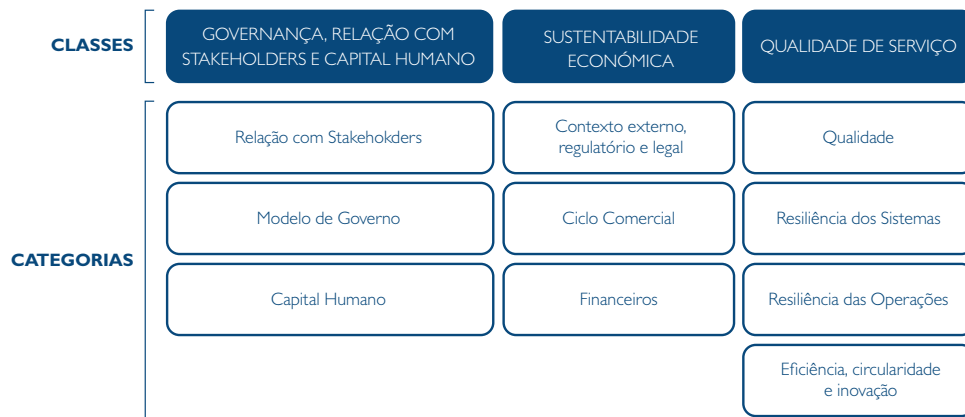 CLASSES
GOVERNANÇA, RELAÇÃO COM
STAKEHOLDERS E CAPITAL HUMANO
SUSTENTABILIDADE
ECONÓMICA
QUALIDADE DE SERVIÇO
CATEGORIAS
Relação com Stakehokders
Contexto externo,
regulatório e legal
Qualidade
Modelo de Governo
Ciclo Comercial
Resiliência dos Sistemas
Capital Humano
Financeiros
Resiliência das Operações
Eficiência, circularidade
e inovação